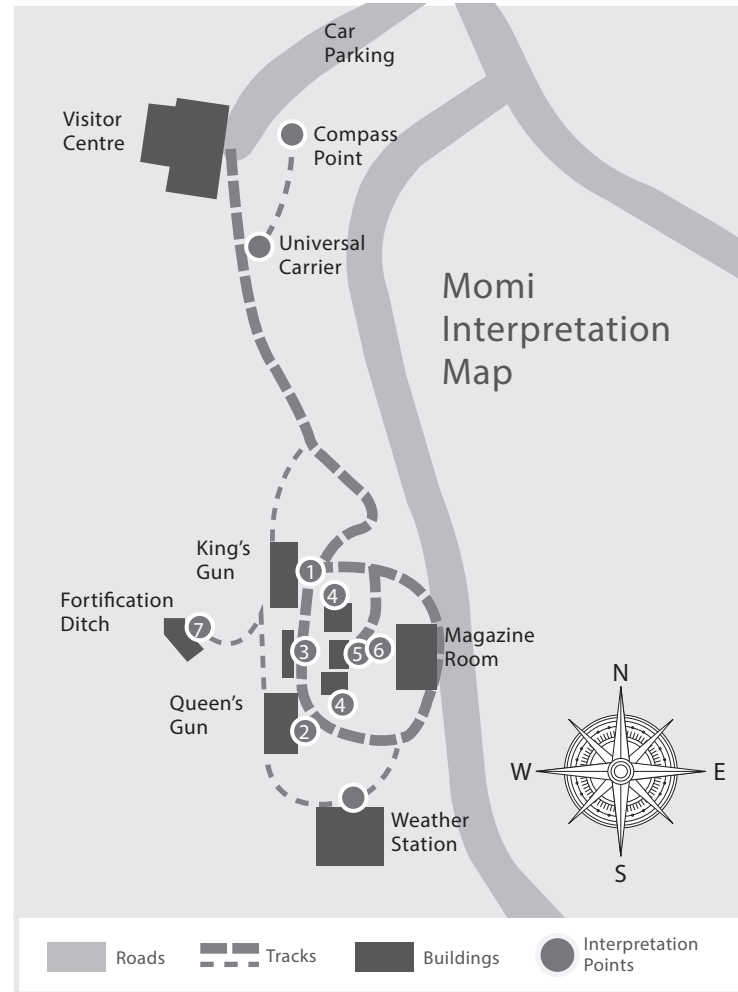 Car
Parking
Visitor
Centre
Compass
Point
Universal
Carrier
Momi
Interpretation
Map
King's
Gun
1
4
Fortification
Ditch
7
3
5
6
Magazine
Room
Queen's
Gun
4
2
N
W
E
S
Weather
Station
Roads
Tracks
Buildings
Interpretation
Points